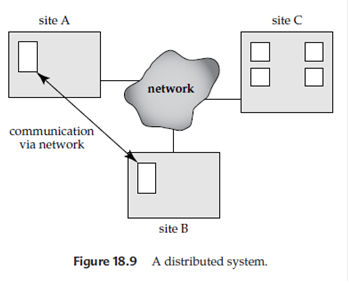 site A
site C
network
communication
via network
site B
Figure 18.9 A distributed system.